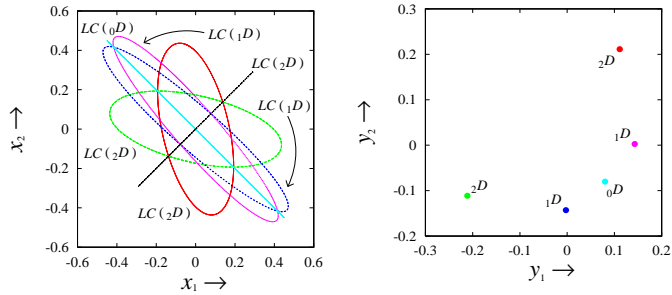 LC(₀D)
LC(₁D)
LC(₂D)
LC(₁D)
LC(₂D)
LC(₂D)
x₂ →
0.6
0.4
0.2
0
-0.2
-0.4
-0.6
-0.6 -0.4 -0.2 0 0.2 0.4 0.6
x₁ →
y₂ →
0.3
0.2
0.1
0
-0.1
-0.2
₂D
₁D
₀D
₂D
₁D
-0.3 -0.2 -0.1 0 0.1 0.2
y₁ →